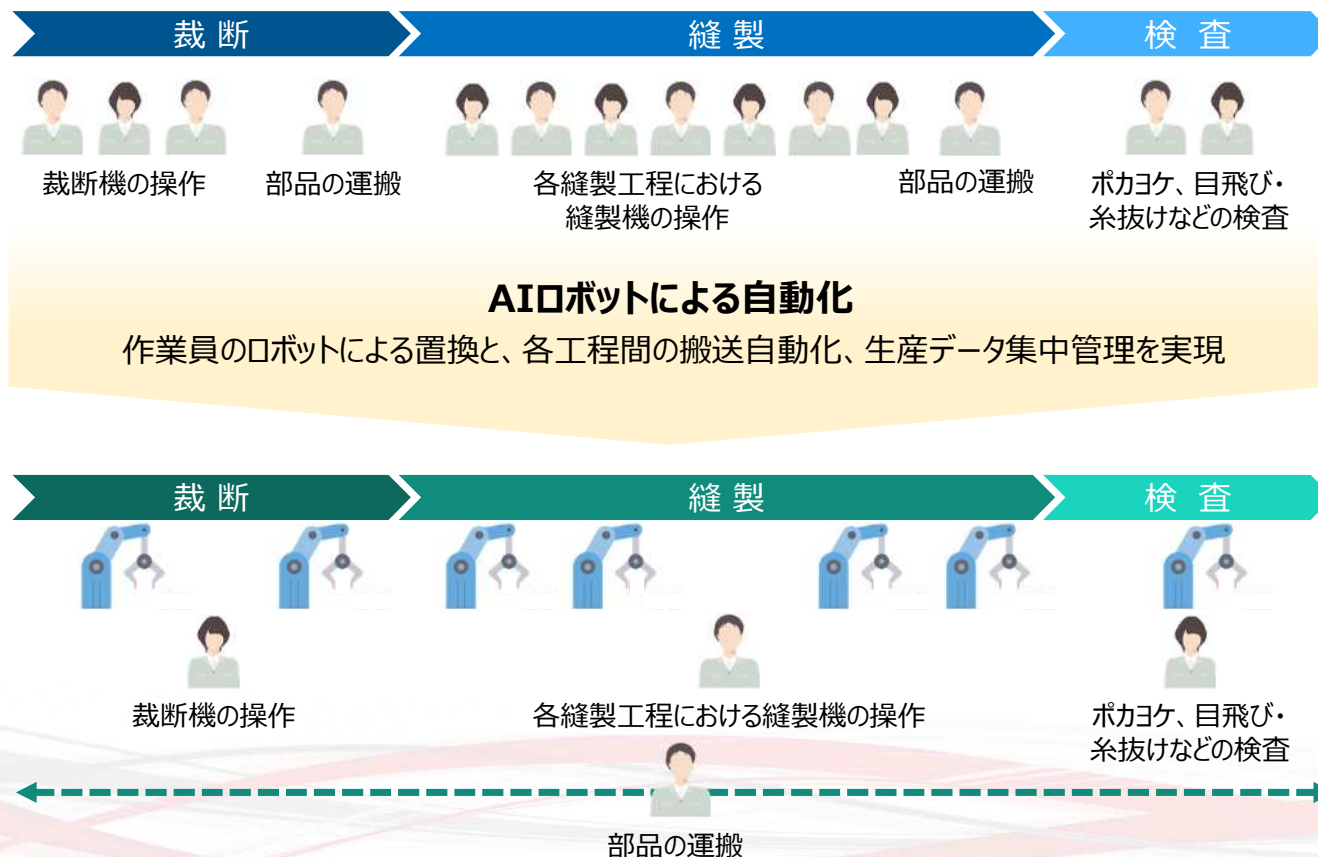 裁 断
縫 製
検 査
裁断機の操作
部品の運搬
各縫製工程における
縫製機の操作
部品の運搬
ポカヨケ、目飛び・
糸抜けなどの検査
AIロボットによる自動化
作業員のロボットによる置換と、各工程間の搬送自動化、生産データ集中管理を実現
裁 断
縫 製
検 査
裁断機の操作
各縫製工程における縫製機の操作
ポカヨケ、目飛び・
糸抜けなどの検査
部品の運搬